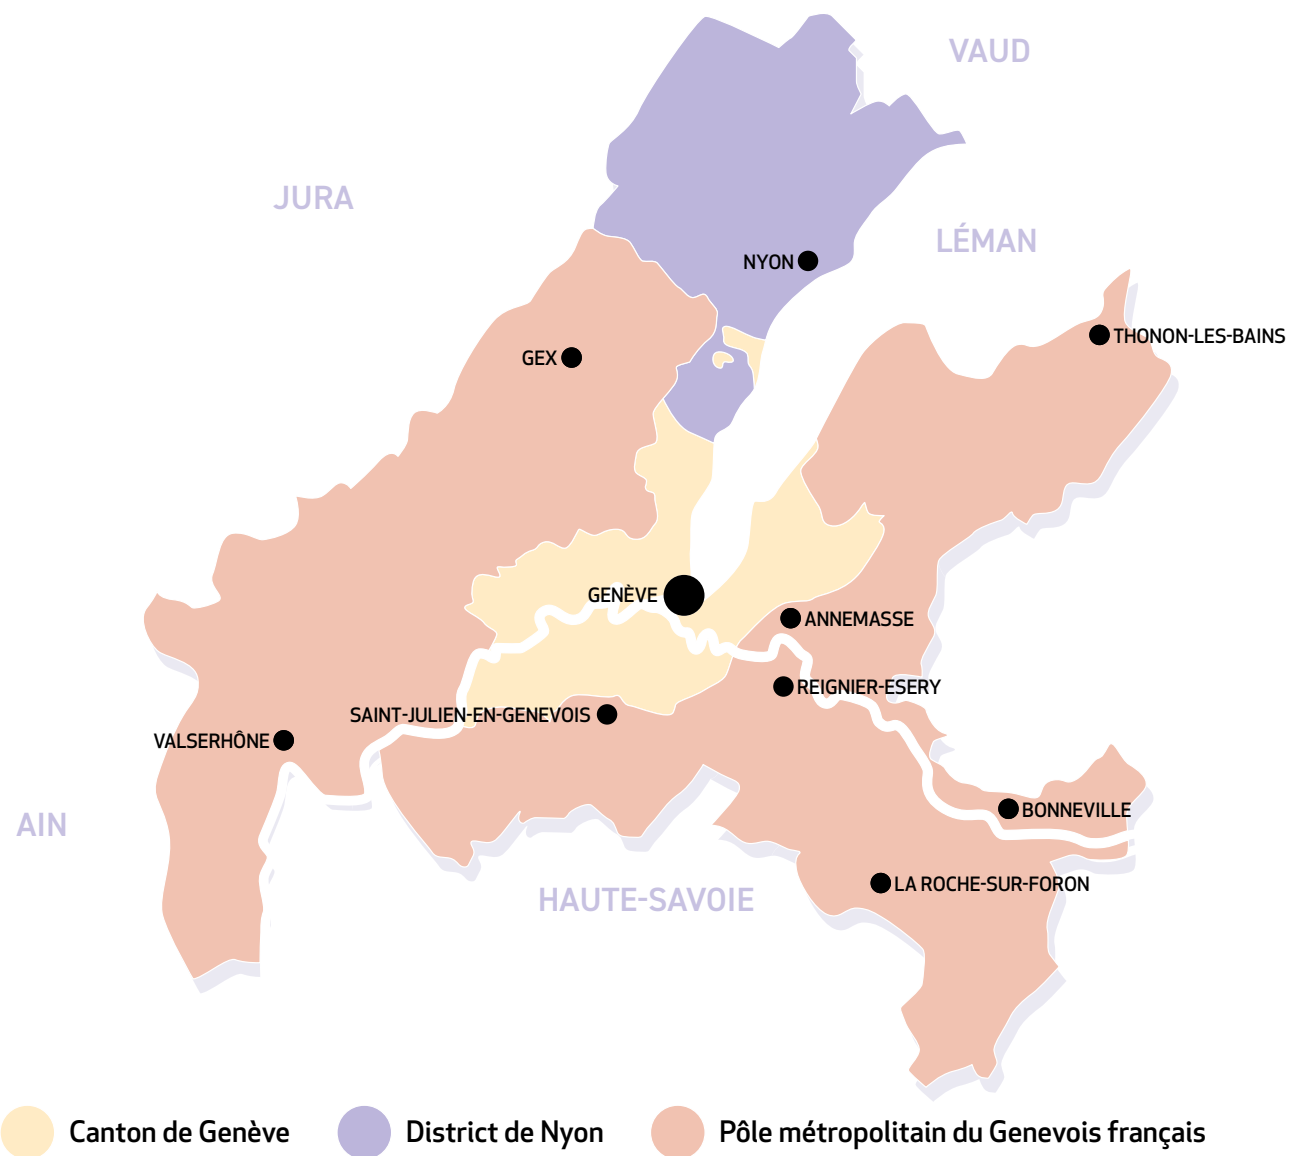 VAUD
JURA
LÉMAN
NYON
THONON-LES-BAINS
GEX
GENÈVE
ANNEMASSE
REIGNIER-ESERY
SAINT-JULIEN-EN-GENEVOIS
VALSERHÔNE
BONNEVILLE
AIN
LA ROCHE-SUR-FORON
HAUTE-SAVOIE
Canton de Genève
District de Nyon
Pôle métropolitain du Genevois français